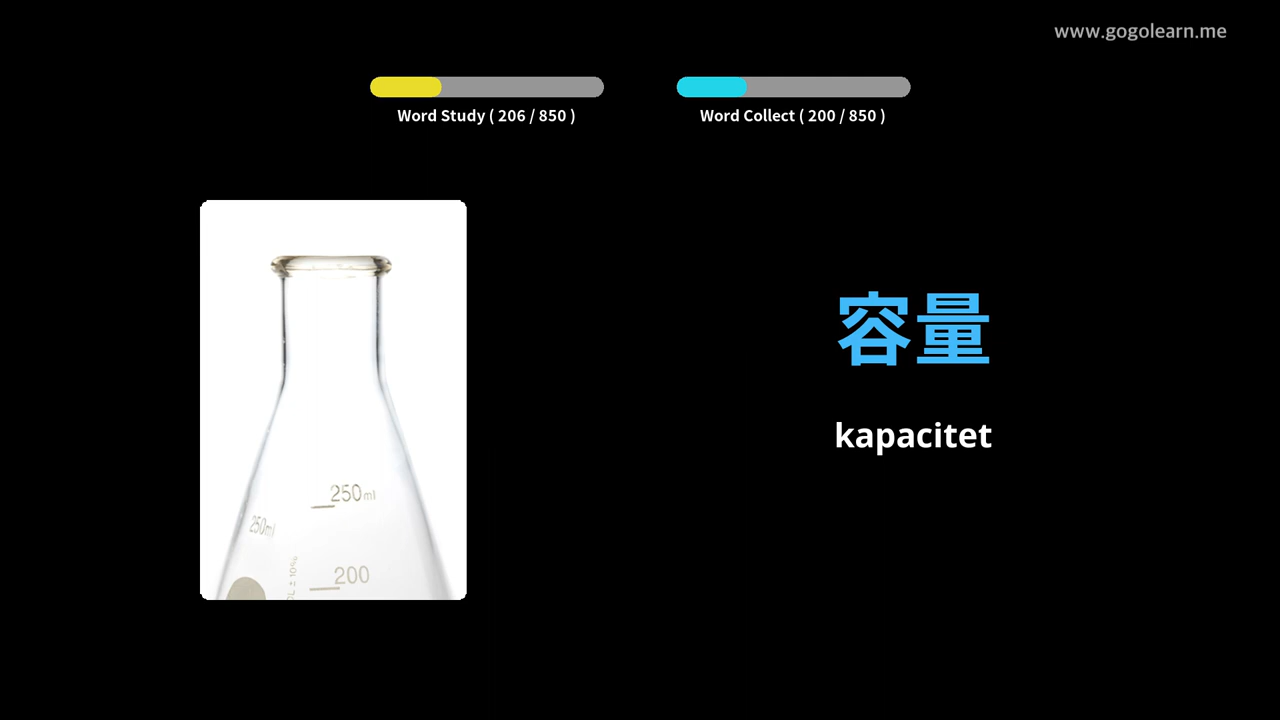 www.gogolearn.me
Word Study ( 206 / 850 )
Word Collect ( 200 / 850 )
容量
kapacitet
250ml
250ml
200